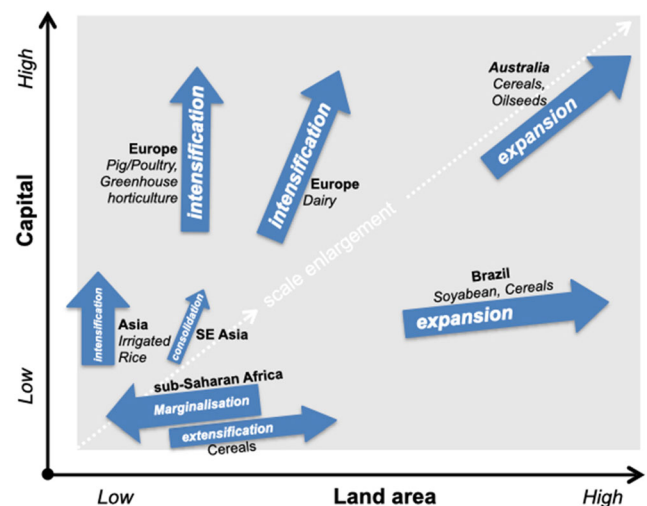 High
Capital
Low
Australia
Cereals,
Oilseeds
expansion
Europe
Pig/Poultry,
Greenhouse
horticulture
intensification
intensification
Europe
Dairy
scale enlargement
Brazil
Soyabean, Cereals
expansion
intensification
Asia
Irrigated
Rice
consolidation
SE Asia
sub-Saharan Africa
Marginalisation
extensification
Cereals
Low
Land area
High